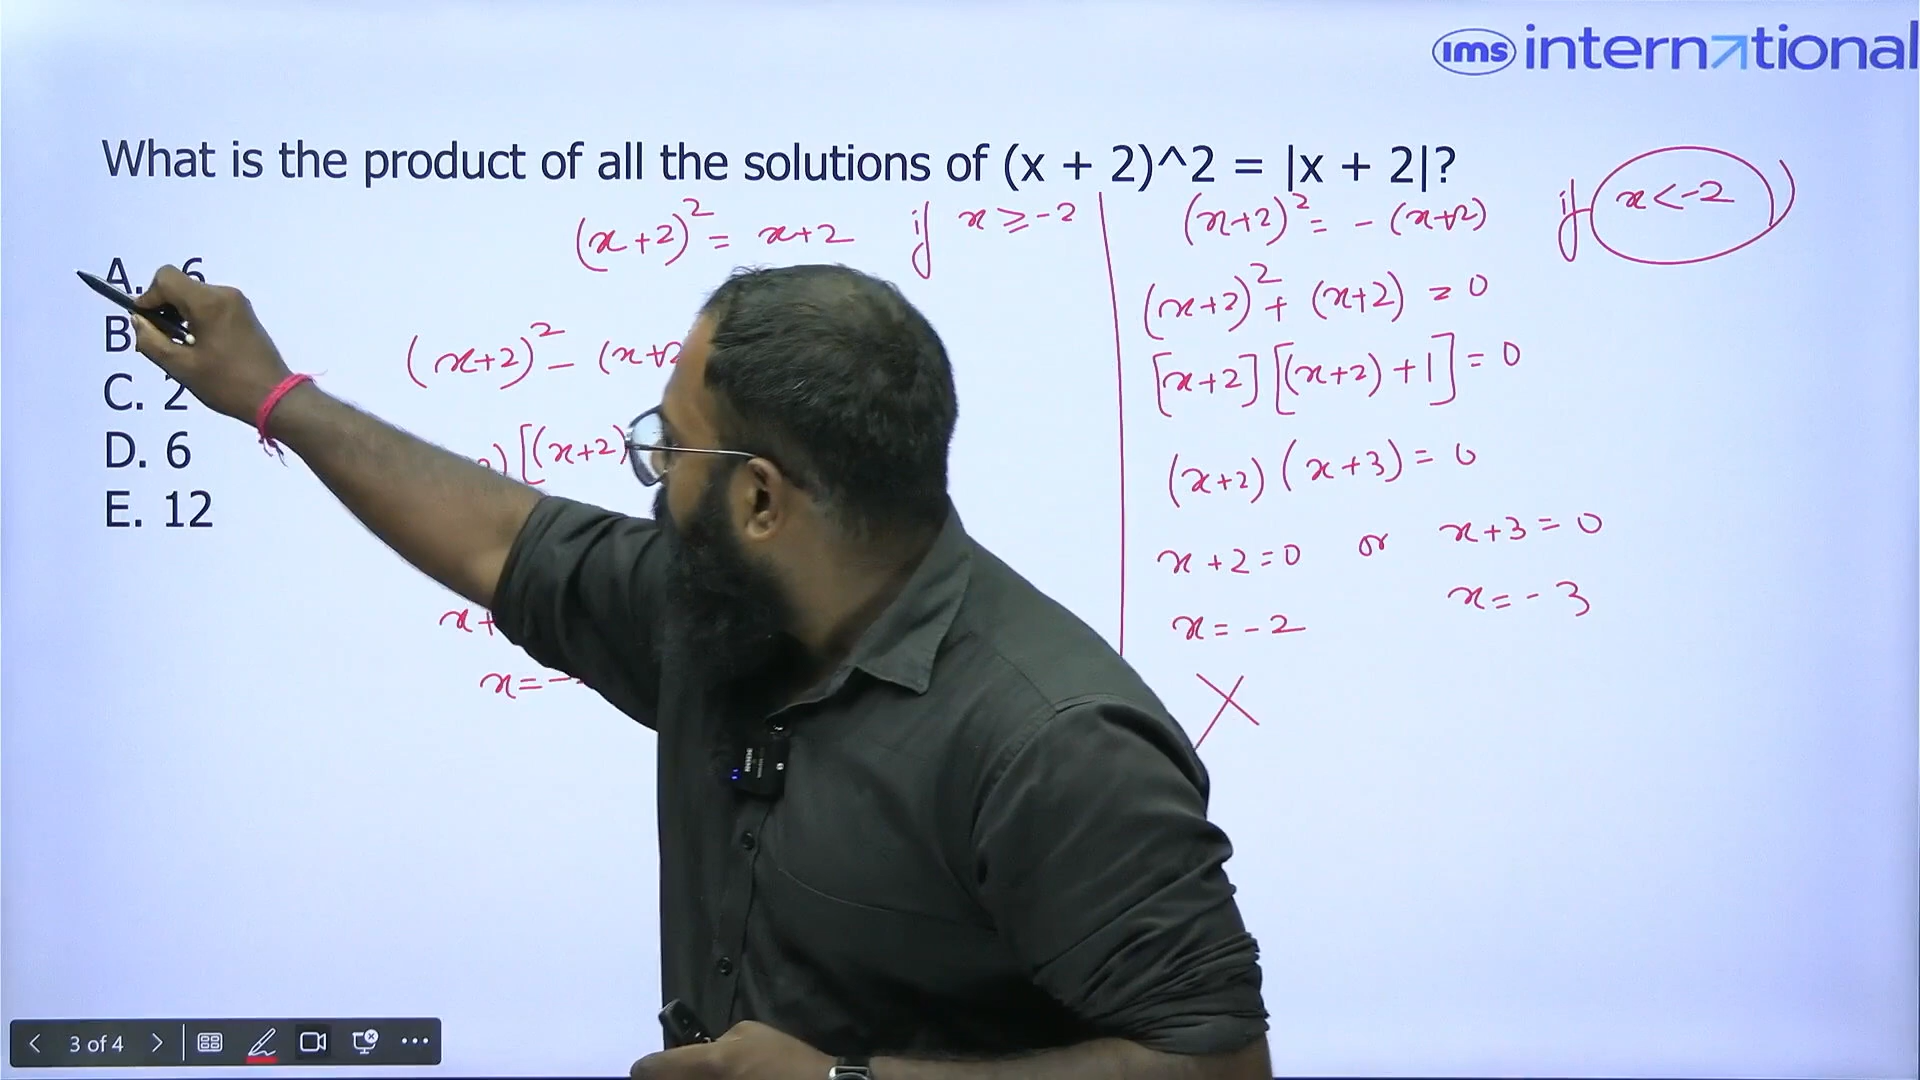 ims international
What is the product of all the solutions of (x + 2)^2 = |x + 2|?
(x+2)² = x+2 if x ≥ -2
(x+2)² = - (x+2) if x < -2
A. 6
B.
C. 2
D. 6
E. 12
(x+2)² - (x+2
) [(x+2)
x+
x = -
(x+2)² + (x+2) = 0
[x+2] [(x+2) + 1] = 0
(x+2) (x+3) = 0
x + 2 = 0 or x + 3 = 0
x = - 2 x = - 3
3 of 4